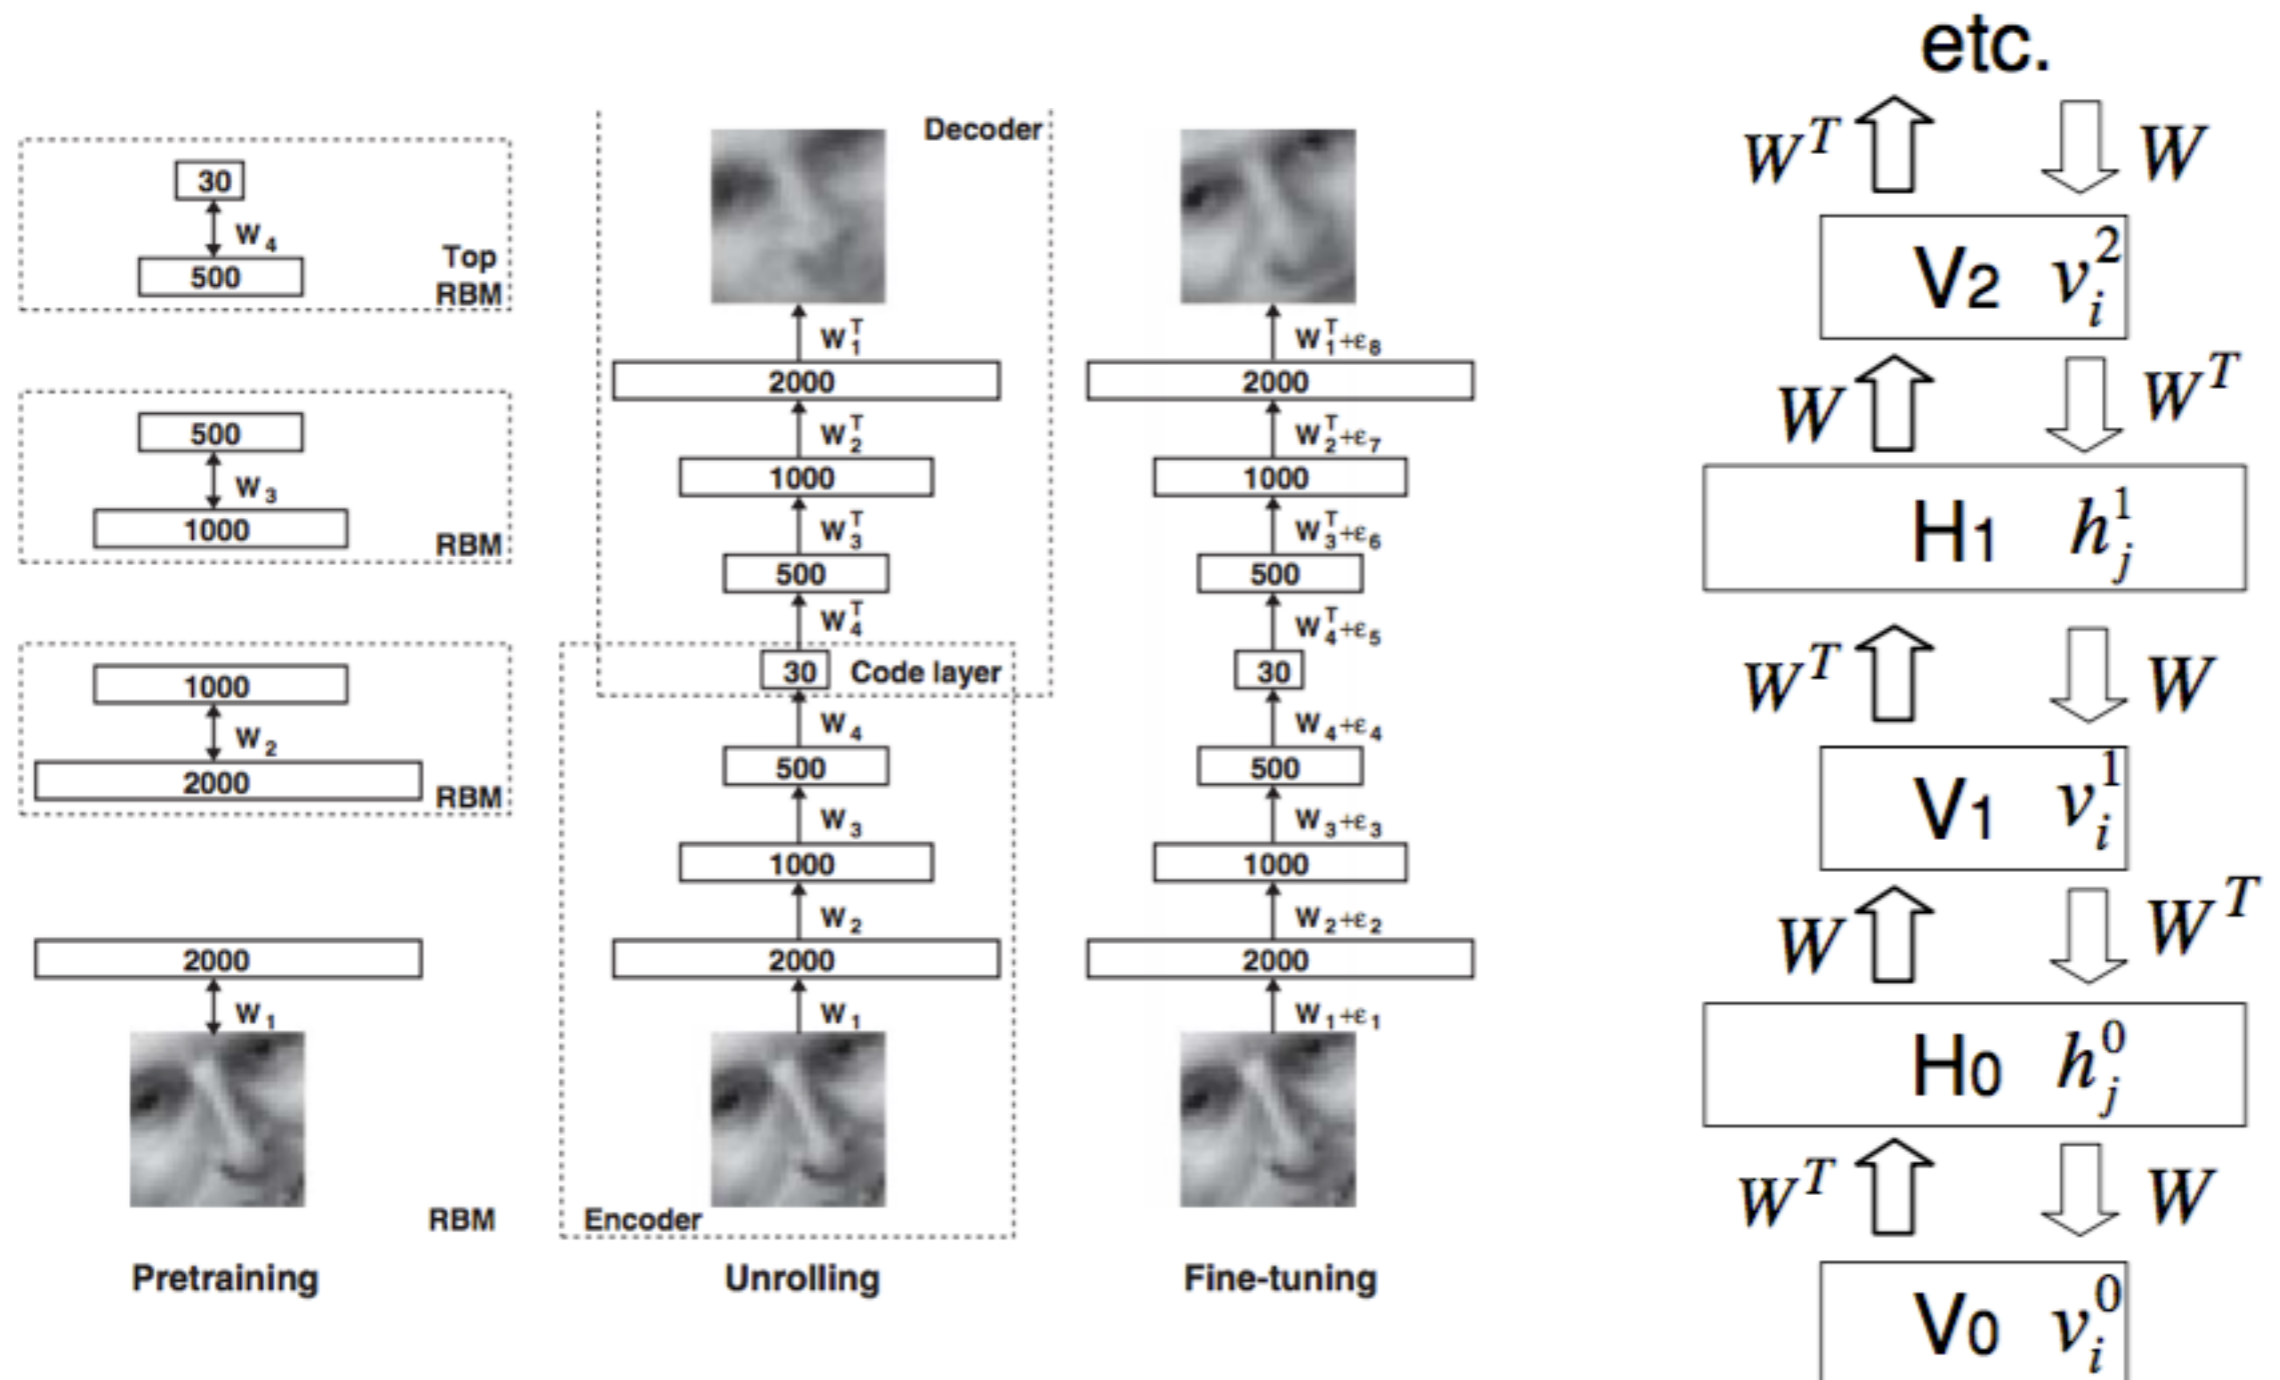 30
W4
Top
RBM
500
500
W3
1000
RBM
1000
W2
2000
RBM
2000
W1
RBM
Pretraining
Decoder
W1^T
2000
W2^T
1000
W3^T
500
W4^T
30 Code layer
W4
500
W3
1000
W2
2000
W1
Encoder
Unrolling
W1^T+ε8
2000
W2^T+ε7
1000
W3^T+ε6
500
W4^T+ε5
30
W4+ε4
500
W3+ε3
1000
W2+ε2
2000
W1+ε1
Fine-tuning
etc.
W^T W
V2 v_i^2
W W^T
H1 h_j^1
W^T W
V1 v_i^1
W W^T
H0 h_j^0
W^T W
V0 v_i^0